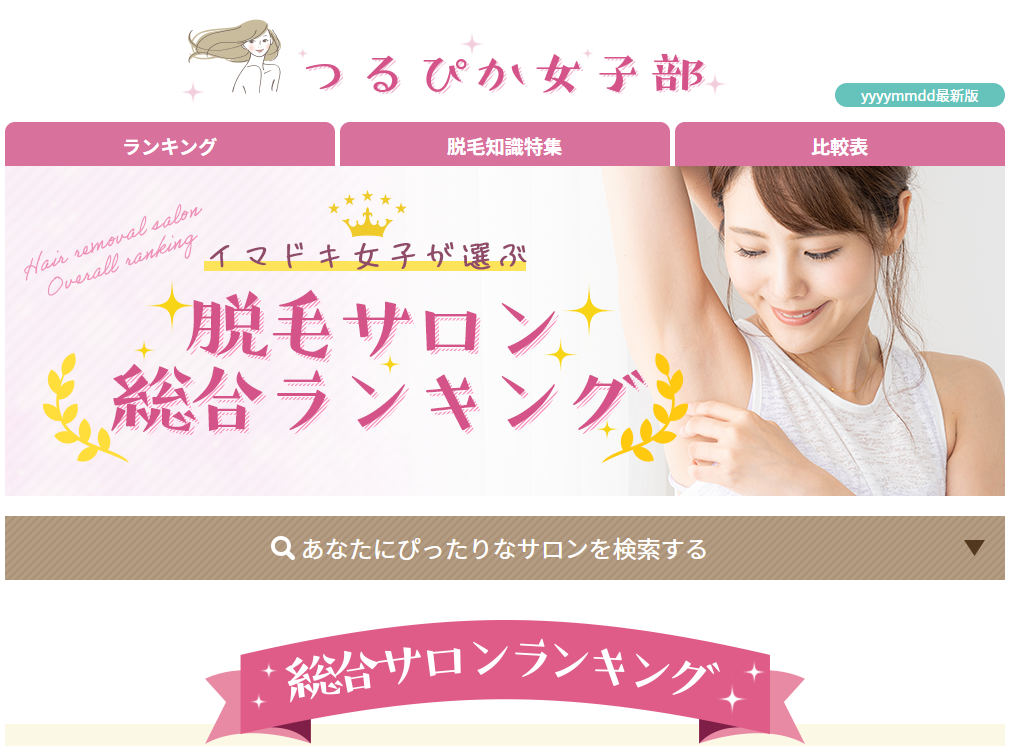 つるぴか女子部
yyyymmdd最新版
ランキング
脱毛知識特集
比較表
Hair removal salon
Overall ranking
イマドキ女子が選ぶ
脱毛サロン
総合ランキング
あなたにぴったりなサロンを検索する
総合サロンランキング